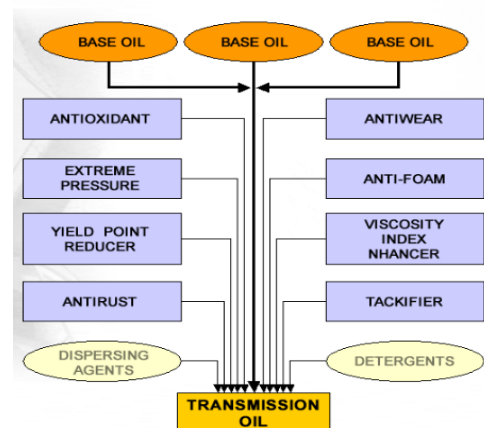 BASE OIL
BASE OIL
BASE OIL
ANTIOXIDANT
ANTIWEAR
EXTREME
PRESSURE
ANTI-FOAM
YIELD POINT
REDUCER
VISCOSITY
INDEX
NHANCER
ANTIRUST
TACKIFIER
DISPERSING
AGENTS
DETERGENTS
TRANSMISSION
OIL